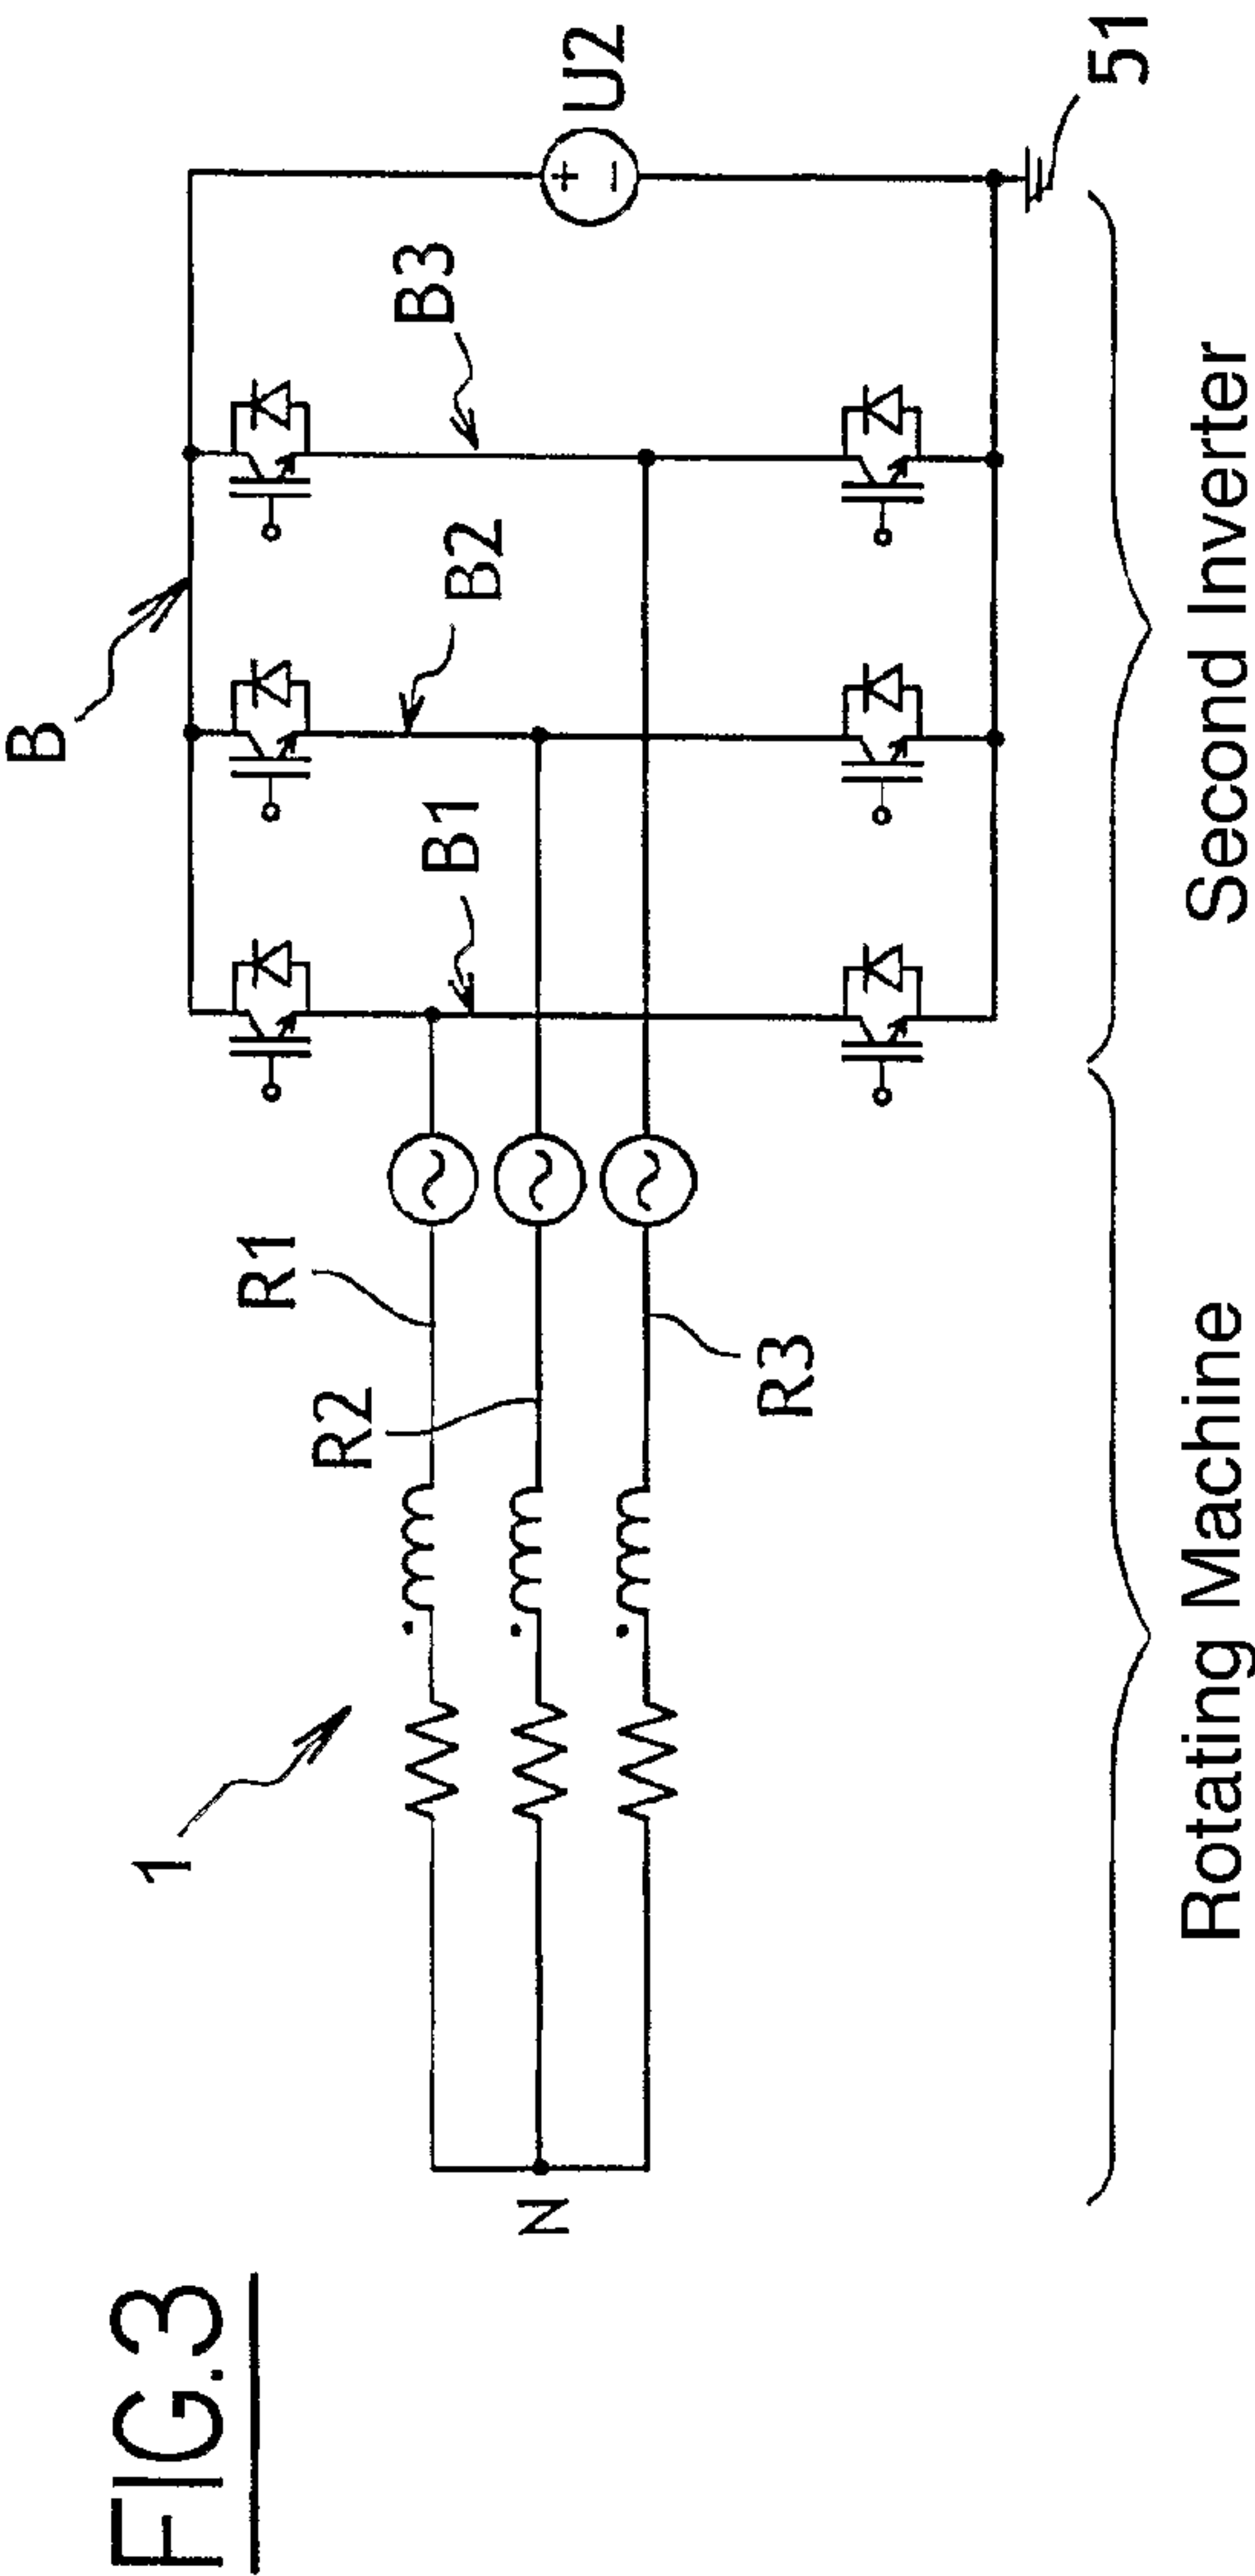 FIG.3
1
N
R1
R2
R3
B
B1
B2
B3
U2
+
−
51
Rotating Machine
Second Inverter